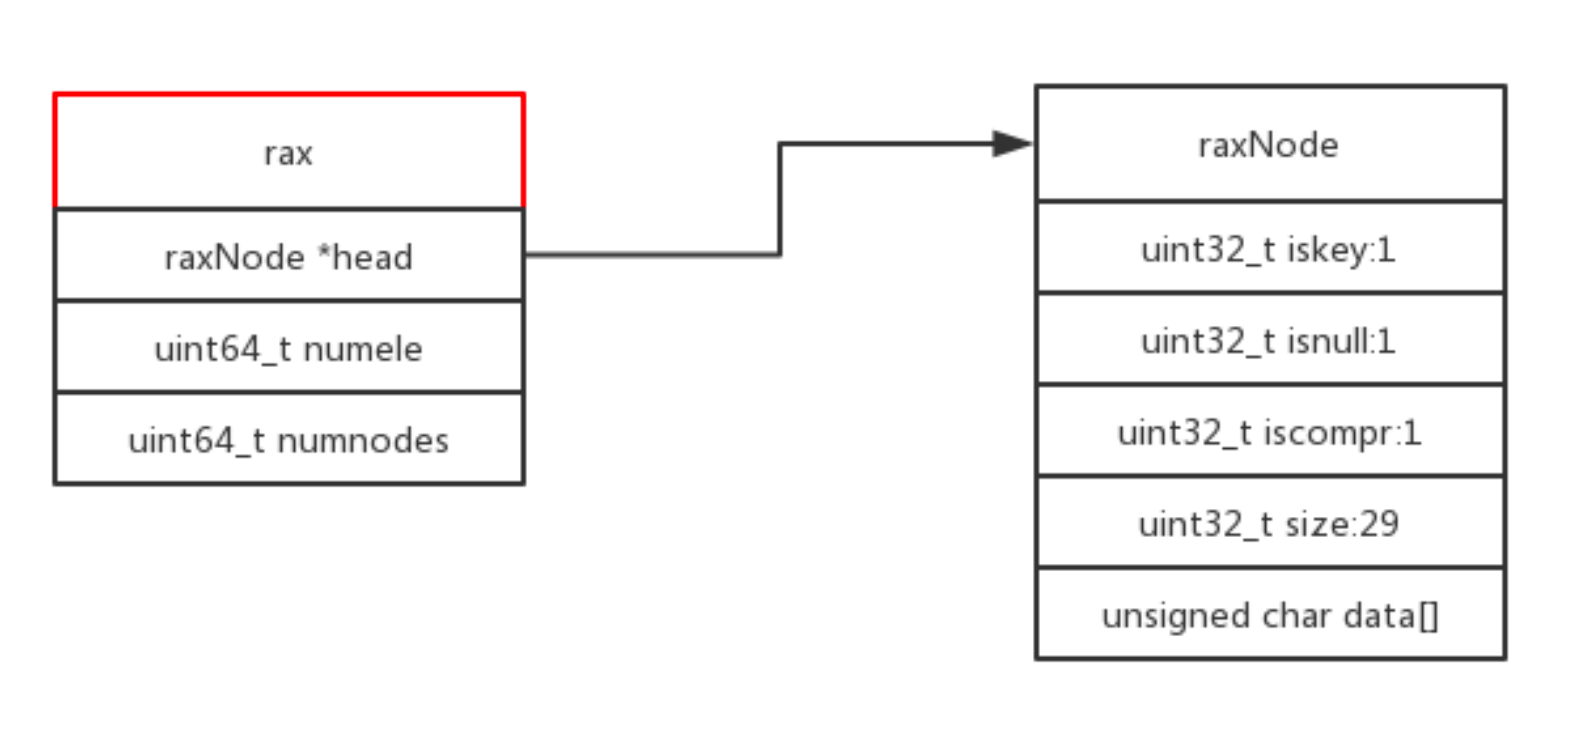 rax
raxNode *head
uint64_t numele
uint64_t numnodes
raxNode
uint32_t iskey:1
uint32_t isnull:1
uint32_t iscompr:1
uint32_t size:29
unsigned char data[]